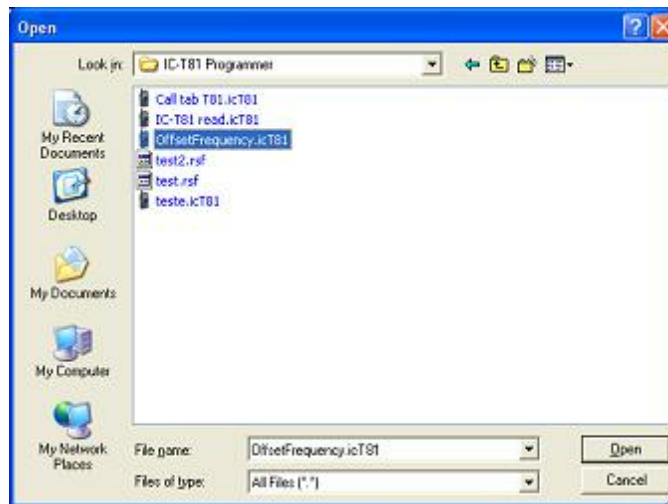 Open
Look in:
IC-T81 Programmer
Call tab T81.icT81
IC-T81 read.icT81
OffsetFrequency.icT81
test2.rsf
test.rsf
teste.icT81
My Recent
Documents
Desktop
My Documents
My Computer
My Network
Places
File name:
OffsetFrequency.icT81
Open
Files of type:
All Files (*.*)
Cancel